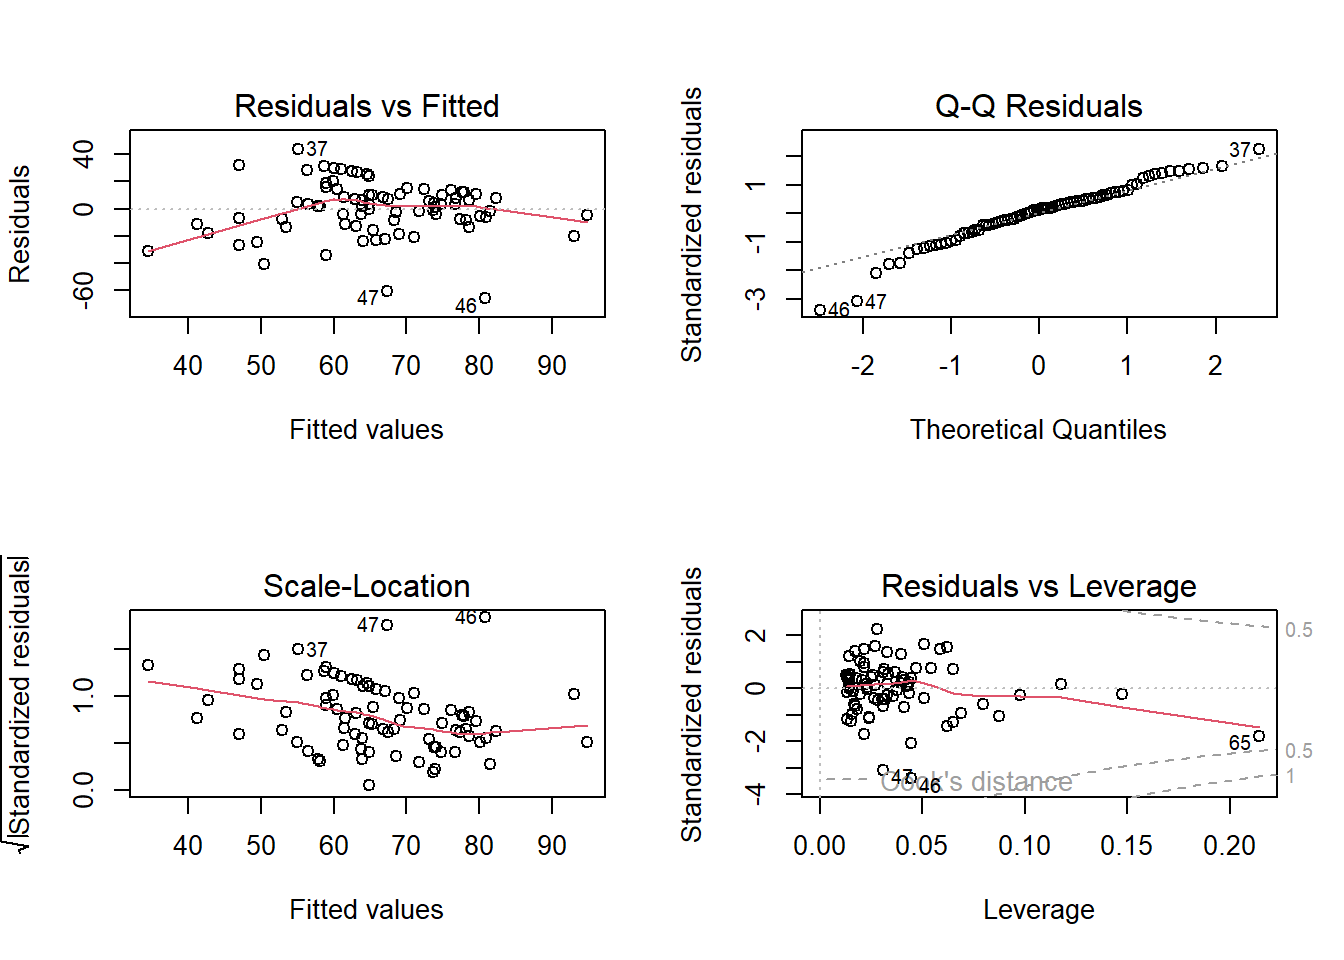 Residuals vs Fitted
Residuals
40
0
-60
37
47
46
40 50 60 70 80 90
Fitted values
Q-Q Residuals
Standardized residuals
1
-1
-3
37
46
47
-2 -1 0 1 2
Theoretical Quantiles
Scale-Location
√|Standardized residuals|
1.0
0.0
47
46
37
40 50 60 70 80 90
Fitted values
Residuals vs Leverage
Standardized residuals
2
0
-2
-4
0.5
65
0.5
1
47
46
Cook's distance
0.00 0.05 0.10 0.15 0.20
Leverage